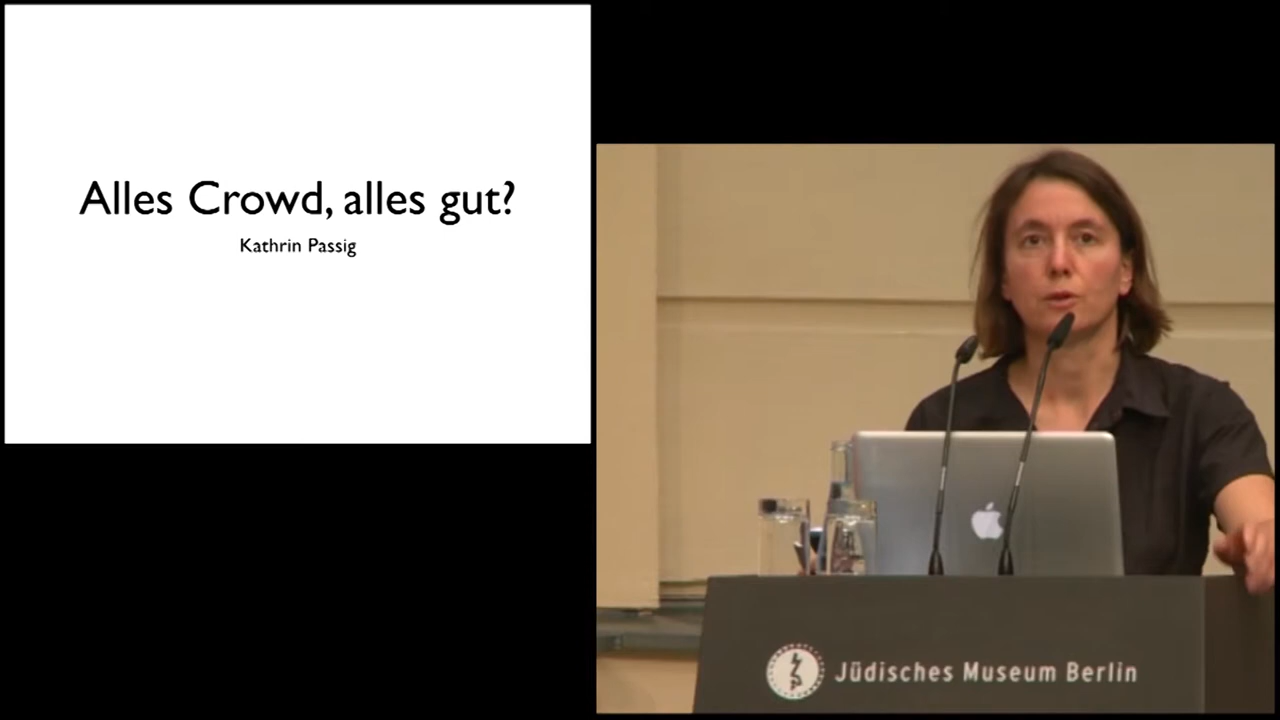 Alles Crowd, alles gut?
Kathrin Passig
Jüdisches Museum Berlin